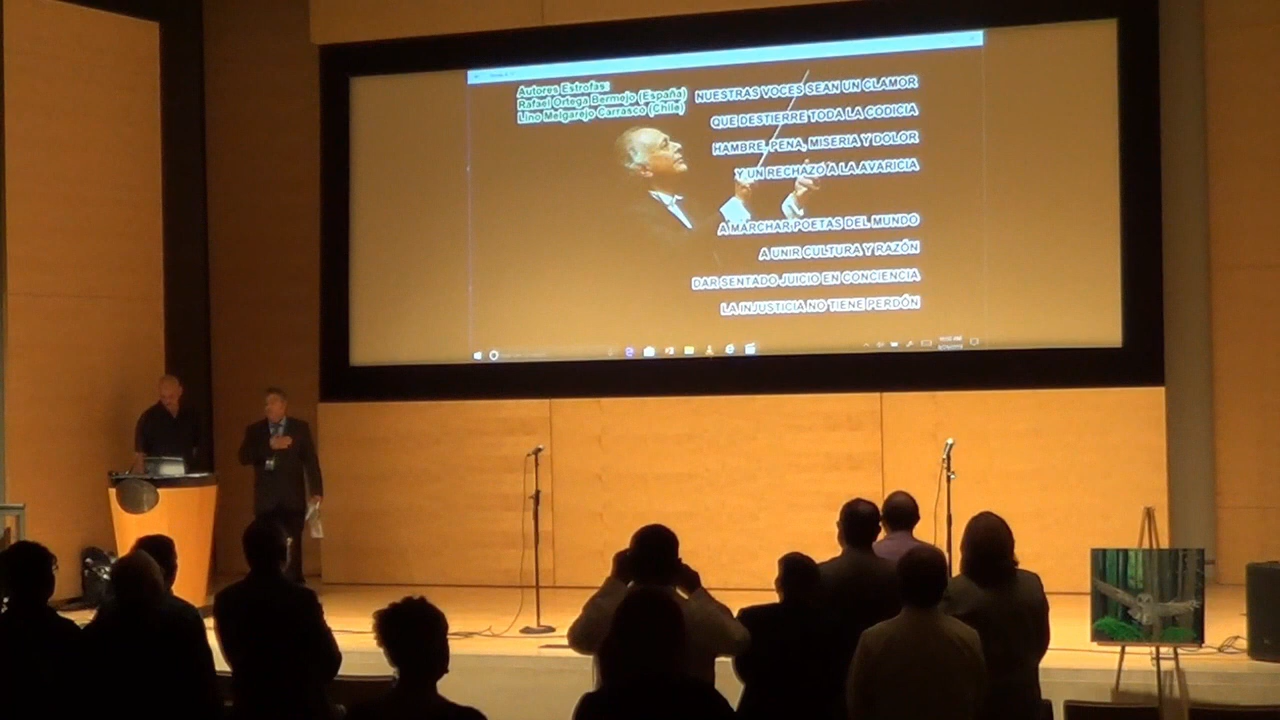 Autores Estrofas:
Rafael Ortega Bermejo (España)
Lino Melgarejo Carrasco (Chile)
NUESTRAS VOCES SEAN UN CLAMOR
QUE DESTIERRE TODA LA CODICIA
HAMBRE, PENA, MISERIA Y DOLOR
Y UN RECHAZO A LA AVARICIA
A MARCHAR POETAS DEL MUNDO
A UNIR CULTURA Y RAZÓN
DAR SENTADO JUICIO EN CONCIENCIA
LA INJUSTICIA NO TIENE PERDÓN